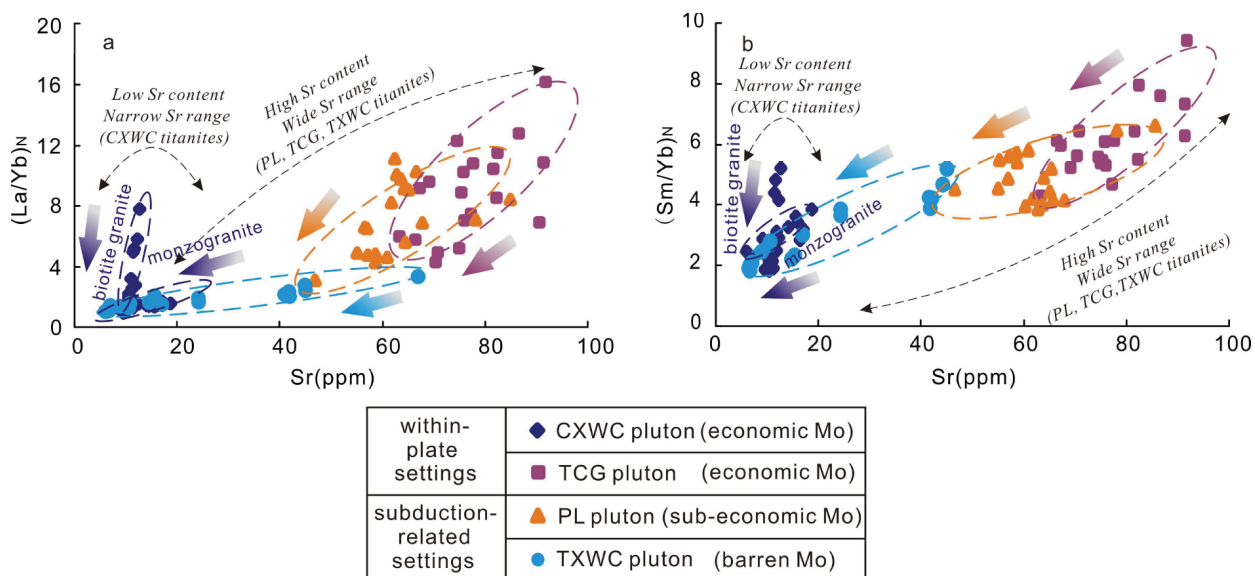 a
20
16
12
8
4
0
(La/Yb)N
Low Sr content
Narrow Sr range
(CXWC titanites)
High Sr content
Wide Sr range
(PL, TCG, TXWC titanites)
biotite granite
monzogranite
0 20 40 60 80 100
Sr(ppm)
b
10
8
6
4
2
0
(Sm/Yb)N
Low Sr content
Narrow Sr range
(CXWC titanites)
biotite granite
monzogranite
High Sr content
Wide Sr range
(PL, TCG,TXWC titanites)
0 20 40 60 80 100
Sr(ppm)
within-
plate
settings
CXWC pluton (economic Mo)
TCG pluton (economic Mo)
subduction-
related
settings
PL pluton (sub-economic Mo)
TXWC pluton (barren Mo)